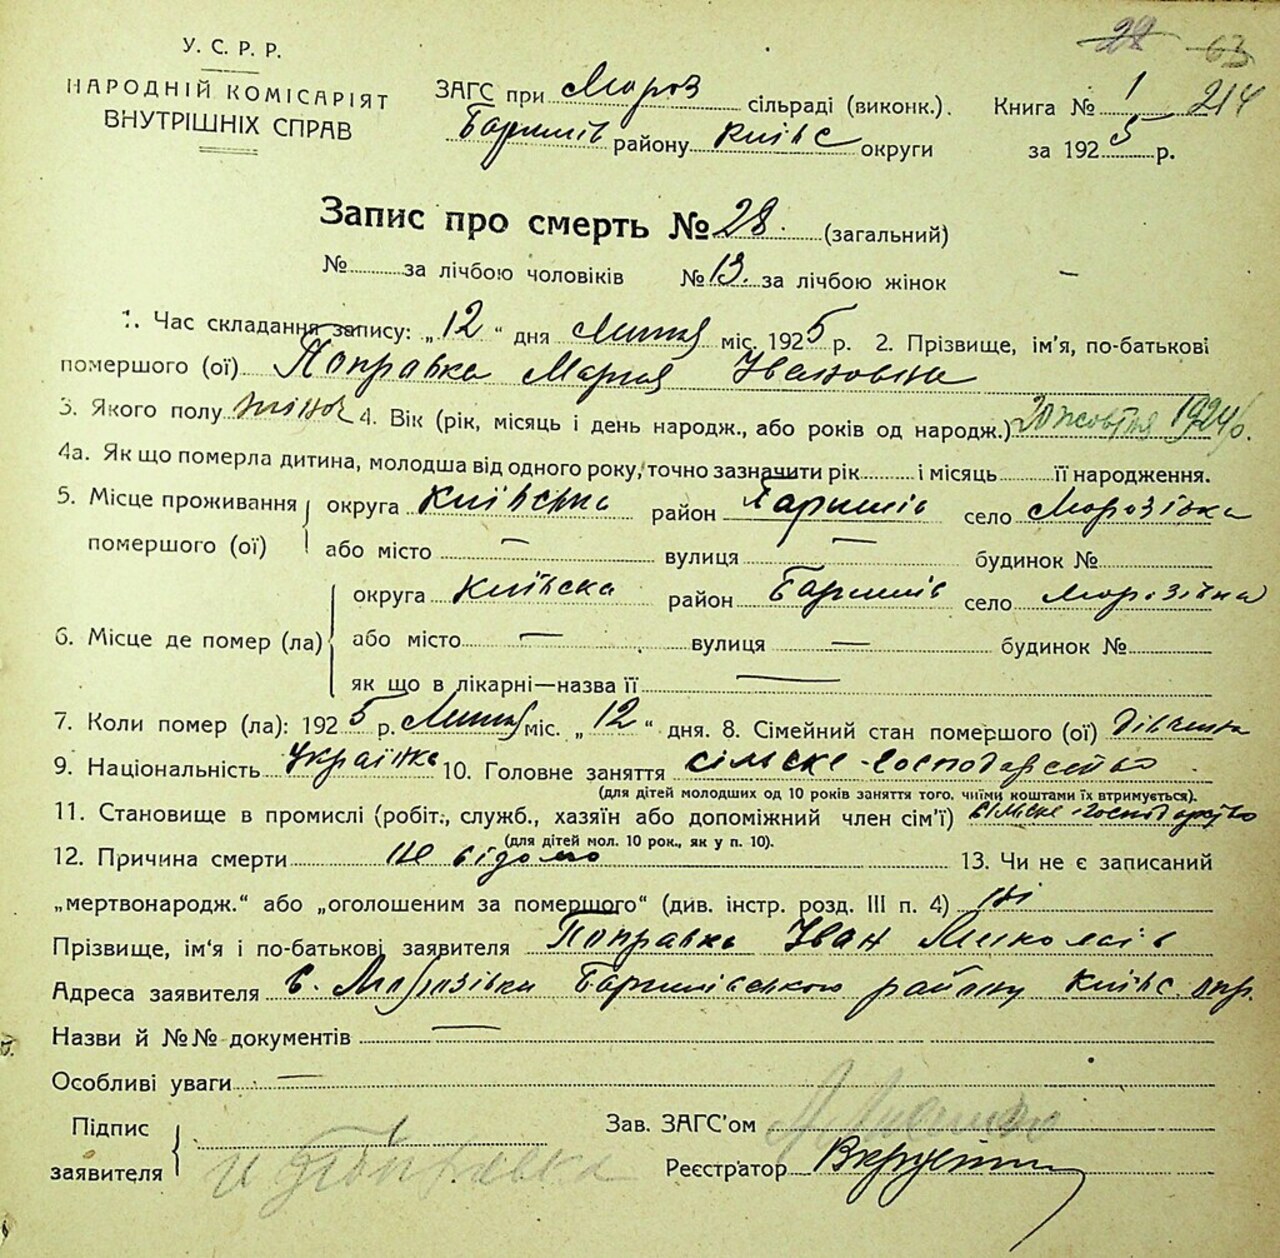 28 63
У. С. Р. Р.
НАРОДНІЙ КОМІСАРІЯТ
ВНУТРІШНІХ СПРАВ
ЗАГС при Мороз сільраді (виконк.).
Баришів району Київс округи
Книга № 1 214
за 1925 р.
Запис про смерть № 28. (загальний)
№ за лічбою чоловіків № 13. за лічбою жінок
1. Час складання запису: „12“ дня Липня міс. 1925 р. 2. Прізвище, ім'я, по-батькові
помершого (ої) Поправка Мария Івановна
3. Якого полу жіноч 4. Вік (рік, місяць і день народж., або років од народж.) 20 жовтня 1924 р.
4а. Як що померла дитина, молодша від одного року, точно зазначити рік і місяць її народження.
5. Місце проживання помершого (ої) округа Київська район Баришів село Морозівка
або місто — вулиця — будинок №
6. Місце де помер (ла) округа Київска район Баришів село Морозівка
або місто — вулиця — будинок №
як що в лікарні—назва її —
7. Коли помер (ла): 1925 р. Липня міс. „12“ дня. 8. Сімейний стан помершого (ої) дівчина
9. Національність Українка 10. Головне заняття сільске-господарство
(для дітей молодших од 10 років заняття того, чиїми коштами їх втримується).
11. Становище в промислі (робіт., служб., хазяїн або допоміжний член сім'ї) сільске-господарство
(для дітей мол. 10 рок., як у п. 10).
12. Причина смерти не відомо 13. Чи не є записаний
„мертвонародж.“ або „оголошеним за помершого“ (див. інстр. розд. III п. 4) ні
Прізвище, ім'я і по-батькові заявителя Поправка Іван Миколаїв
Адреса заявителя с. Морозівка Баришівського району Київс. окр.
Назви й №№ документів —
Особливі уваги —
Підпис заявителя И Поправка
Зав. ЗАГС'ом
Реєстратор